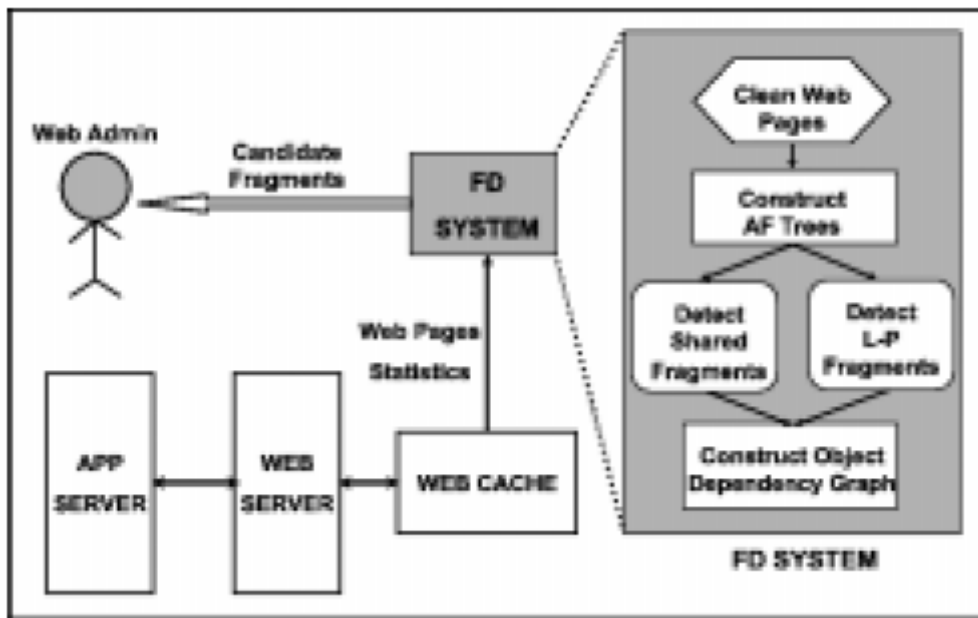 Web Admin
Candidate
Fragments
FD
SYSTEM
Web Pages
Statistics
APP
SERVER
WEB
SERVER
WEB CACHE
Clean Web
Pages
Construct
AF Trees
Detect
Shared
Fragments
Detect
L-P
Fragments
Construct Object
Dependency Graph
FD SYSTEM